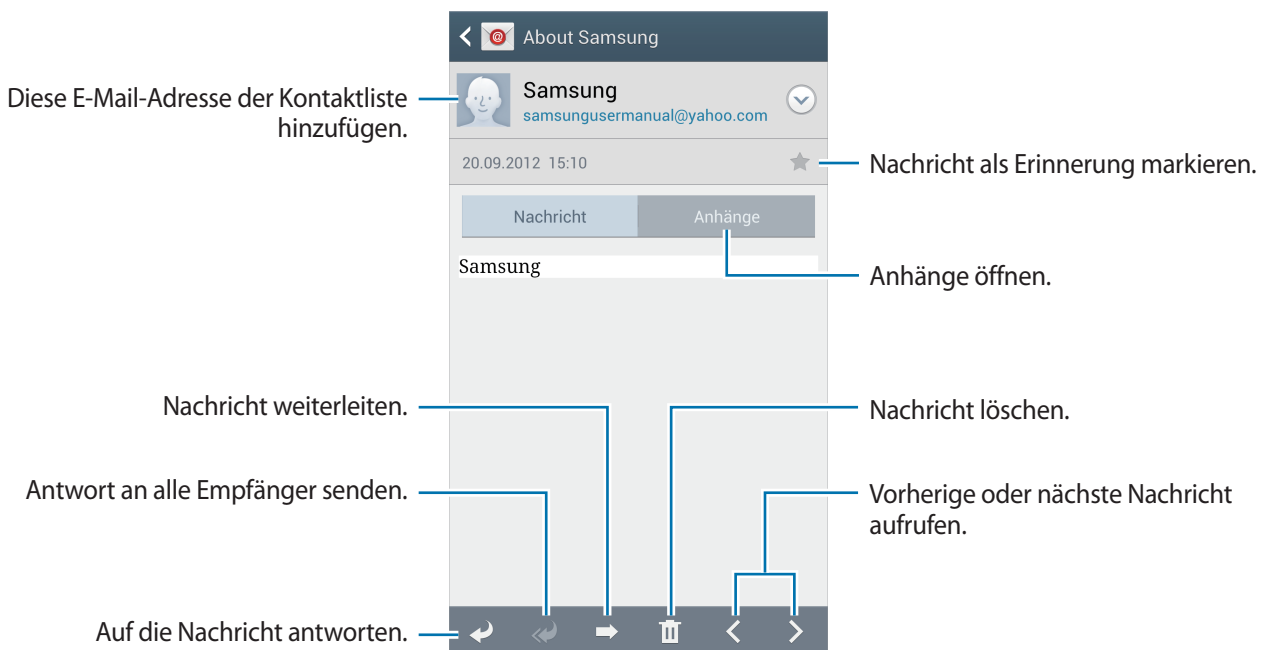 About Samsung
Diese E-Mail-Adresse der Kontaktliste
hinzufügen.
Samsung
samsungusermanual@yahoo.com
20.09.2012 15:10
Nachricht als Erinnerung markieren.
Nachricht
Anhänge
Samsung
Anhänge öffnen.
Nachricht weiterleiten.
Nachricht löschen.
Antwort an alle Empfänger senden.
Vorherige oder nächste Nachricht
aufrufen.
Auf die Nachricht antworten.